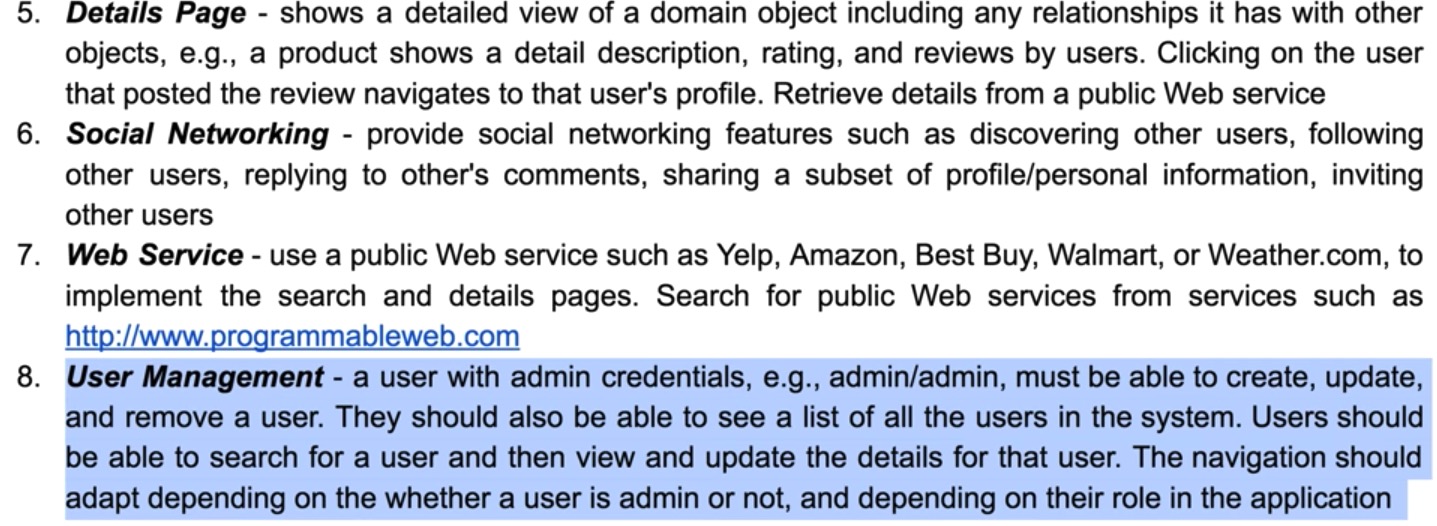 5. Details Page - shows a detailed view of a domain object including any relationships it has with other
objects, e.g., a product shows a detail description, rating, and reviews by users. Clicking on the user
that posted the review navigates to that user's profile. Retrieve details from a public Web service
6. Social Networking - provide social networking features such as discovering other users, following
other users, replying to other's comments, sharing a subset of profile/personal information, inviting
other users
7. Web Service - use a public Web service such as Yelp, Amazon, Best Buy, Walmart, or Weather.com, to
implement the search and details pages. Search for public Web services from services such as
http://www.programmableweb.com
8. User Management - a user with admin credentials, e.g., admin/admin, must be able to create, update,
and remove a user. They should also be able to see a list of all the users in the system. Users should
be able to search for a user and then view and update the details for that user. The navigation should
adapt depending on the whether a user is admin or not, and depending on their role in the application